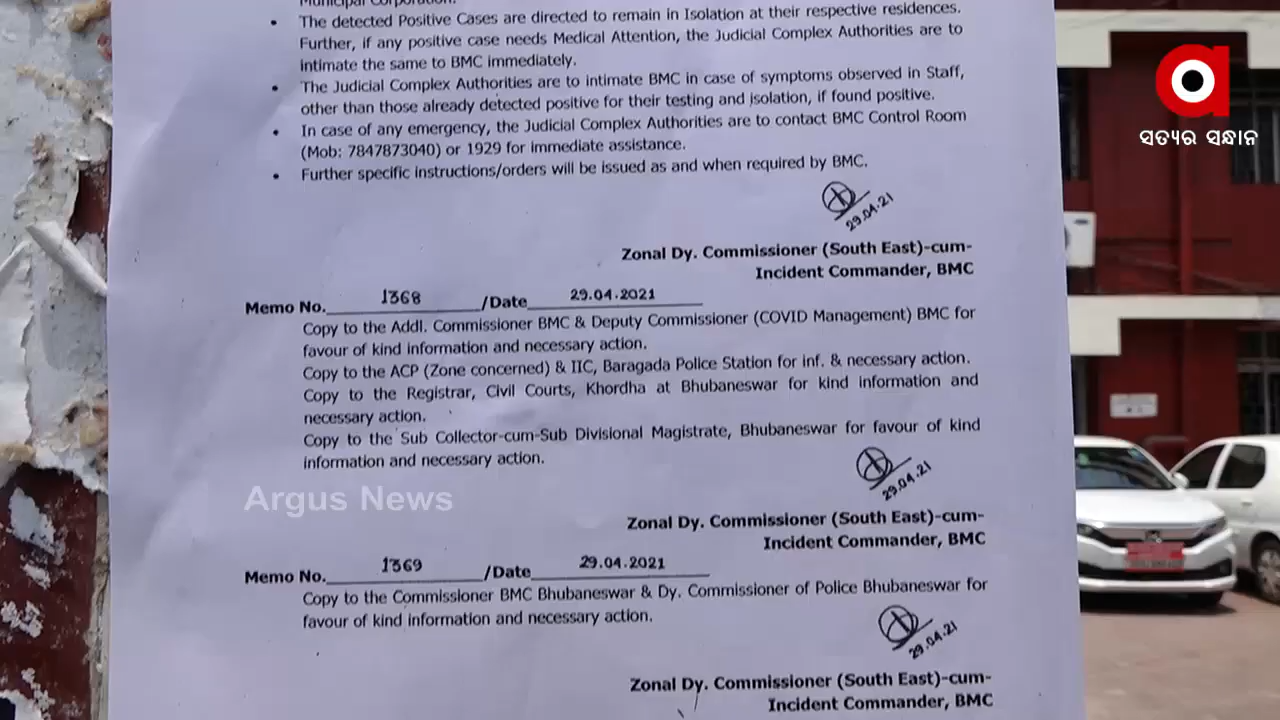 Municipal Corporation.
• The detected Positive Cases are directed to remain in Isolation at their respective residences.
Further, if any positive case needs Medical Attention, the Judicial Complex Authorities are to
intimate the same to BMC immediately.
• The Judicial Complex Authorities are to intimate BMC in case of symptoms observed in Staff,
other than those already detected positive for their testing and isolation, if found positive.
• In case of any emergency, the Judicial Complex Authorities are to contact BMC Control Room
(Mob: 7847873040) or 1929 for immediate assistance.
• Further specific instructions/orders will be issued as and when required by BMC.
29.04.21
Zonal Dy. Commissioner (South East)-cum-
Incident Commander, BMC
Memo No. 1368 /Date 29.04.2021
Copy to the Addl. Commissioner BMC & Deputy Commissioner (COVID Management) BMC for
favour of kind information and necessary action.
Copy to the ACP (Zone concerned) & IIC, Baragada Police Station for inf. & necessary action.
Copy to the Registrar, Civil Courts, Khordha at Bhubaneswar for kind information and
necessary action.
Copy to the Sub Collector-cum-Sub Divisional Magistrate, Bhubaneswar for favour of kind
information and necessary action.
29.04.21
Zonal Dy. Commissioner (South East)-cum-
Incident Commander, BMC
Memo No. 1369 /Date 29.04.2021
Copy to the Commissioner BMC Bhubaneswar & Dy. Commissioner of Police Bhubaneswar for
favour of kind information and necessary action.
29.04.21
Zonal Dy. Commissioner (South East)-cum-
Incident Commander, BMC
Argus News
ସତ୍ୟର ସନ୍ଧାନ